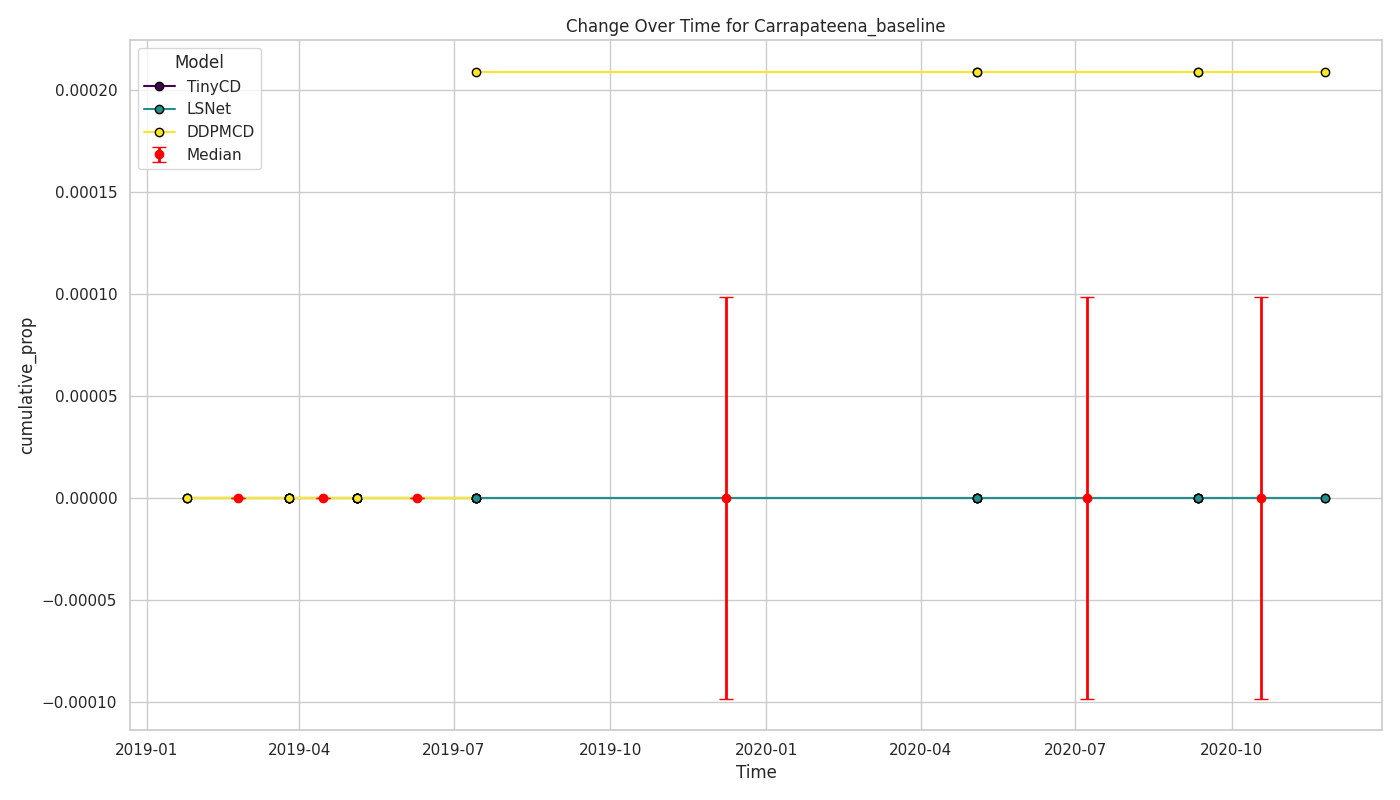 Change Over Time for Carrapateena_baseline
Model
TinyCD
LSNet
DDPMCD
Median
cumulative_prop
0.00020
0.00015
0.00010
0.00005
0.00000
−0.00005
−0.00010
2019-01 2019-04 2019-07 2019-10 2020-01 2020-04 2020-07 2020-10
Time